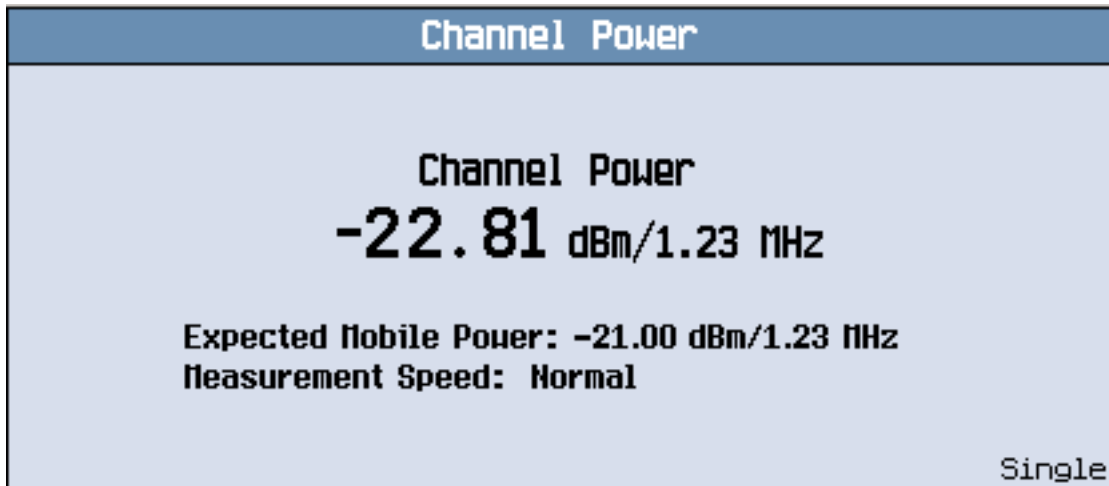 Channel Power
Channel Power
-22.81 dBm/1.23 MHz
Expected Mobile Power: -21.00 dBm/1.23 MHz
Measurement Speed: Normal
Single